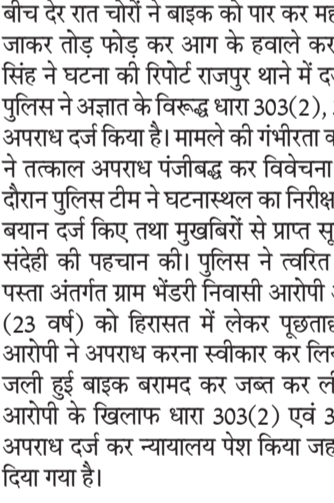 बीच देर रात चोरों ने बाइक को पार कर
जाकर तोड़ फोड़ कर आग के हवाले कर
सिंह ने घटना की रिपोर्ट राजपुर थाने में
पुलिस ने अज्ञात के विरूद्ध धारा 303(2),
अपराध दर्ज किया है। मामले की गंभीरता
ने तत्काल अपराध पंजीबद्ध कर विवेचना
दौरान पुलिस टीम ने घटनास्थल का
बयान दर्ज किए तथा मुखबिरों से प्राप्त
संदेही की पहचान की। पुलिस ने त्वरित
पस्ता अंतर्गत ग्राम भेंडरी निवासी आरोपी
(23 वर्ष) को हिरासत में लेकर
आरोपी ने अपराध करना स्वीकार कर
जली हुई बाइक बरामद कर जब्त कर
आरोपी के खिलाफ धारा 303(2) एवं 3
अपराध दर्ज कर न्यायालय पेश किया
दिया गया है।